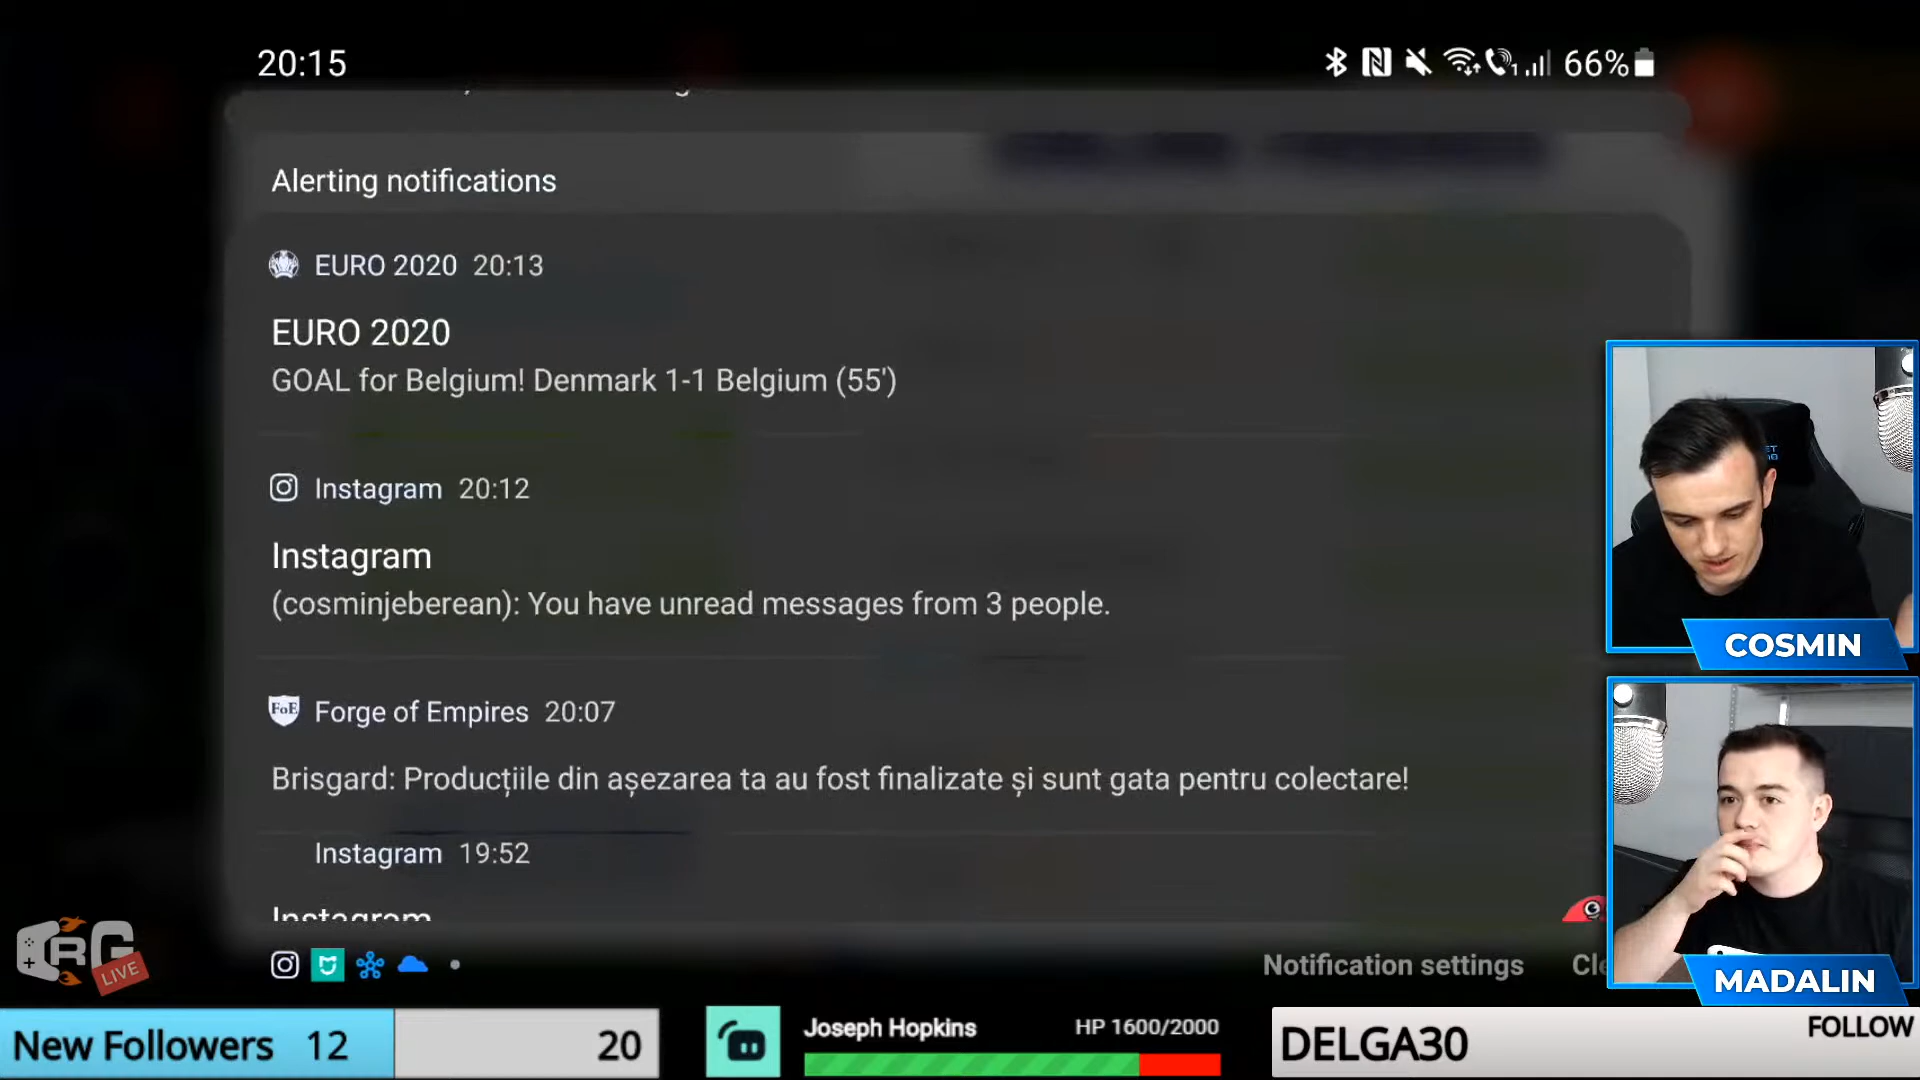 20:15
66%
Alerting notifications
EURO 2020 20:13
EURO 2020
GOAL for Belgium! Denmark 1-1 Belgium (55')
Instagram 20:12
Instagram
(cosminjeberean): You have unread messages from 3 people.
FoE Forge of Empires 20:07
Brisgard: Producțiile din așezarea ta au fost finalizate și sunt gata pentru colectare!
Instagram 19:52
Instagram
Notification settings
COSMIN
MADALIN
RG
LIVE
New Followers 12
20
Joseph Hopkins
HP 1600/2000
DELGA30
FOLLOW